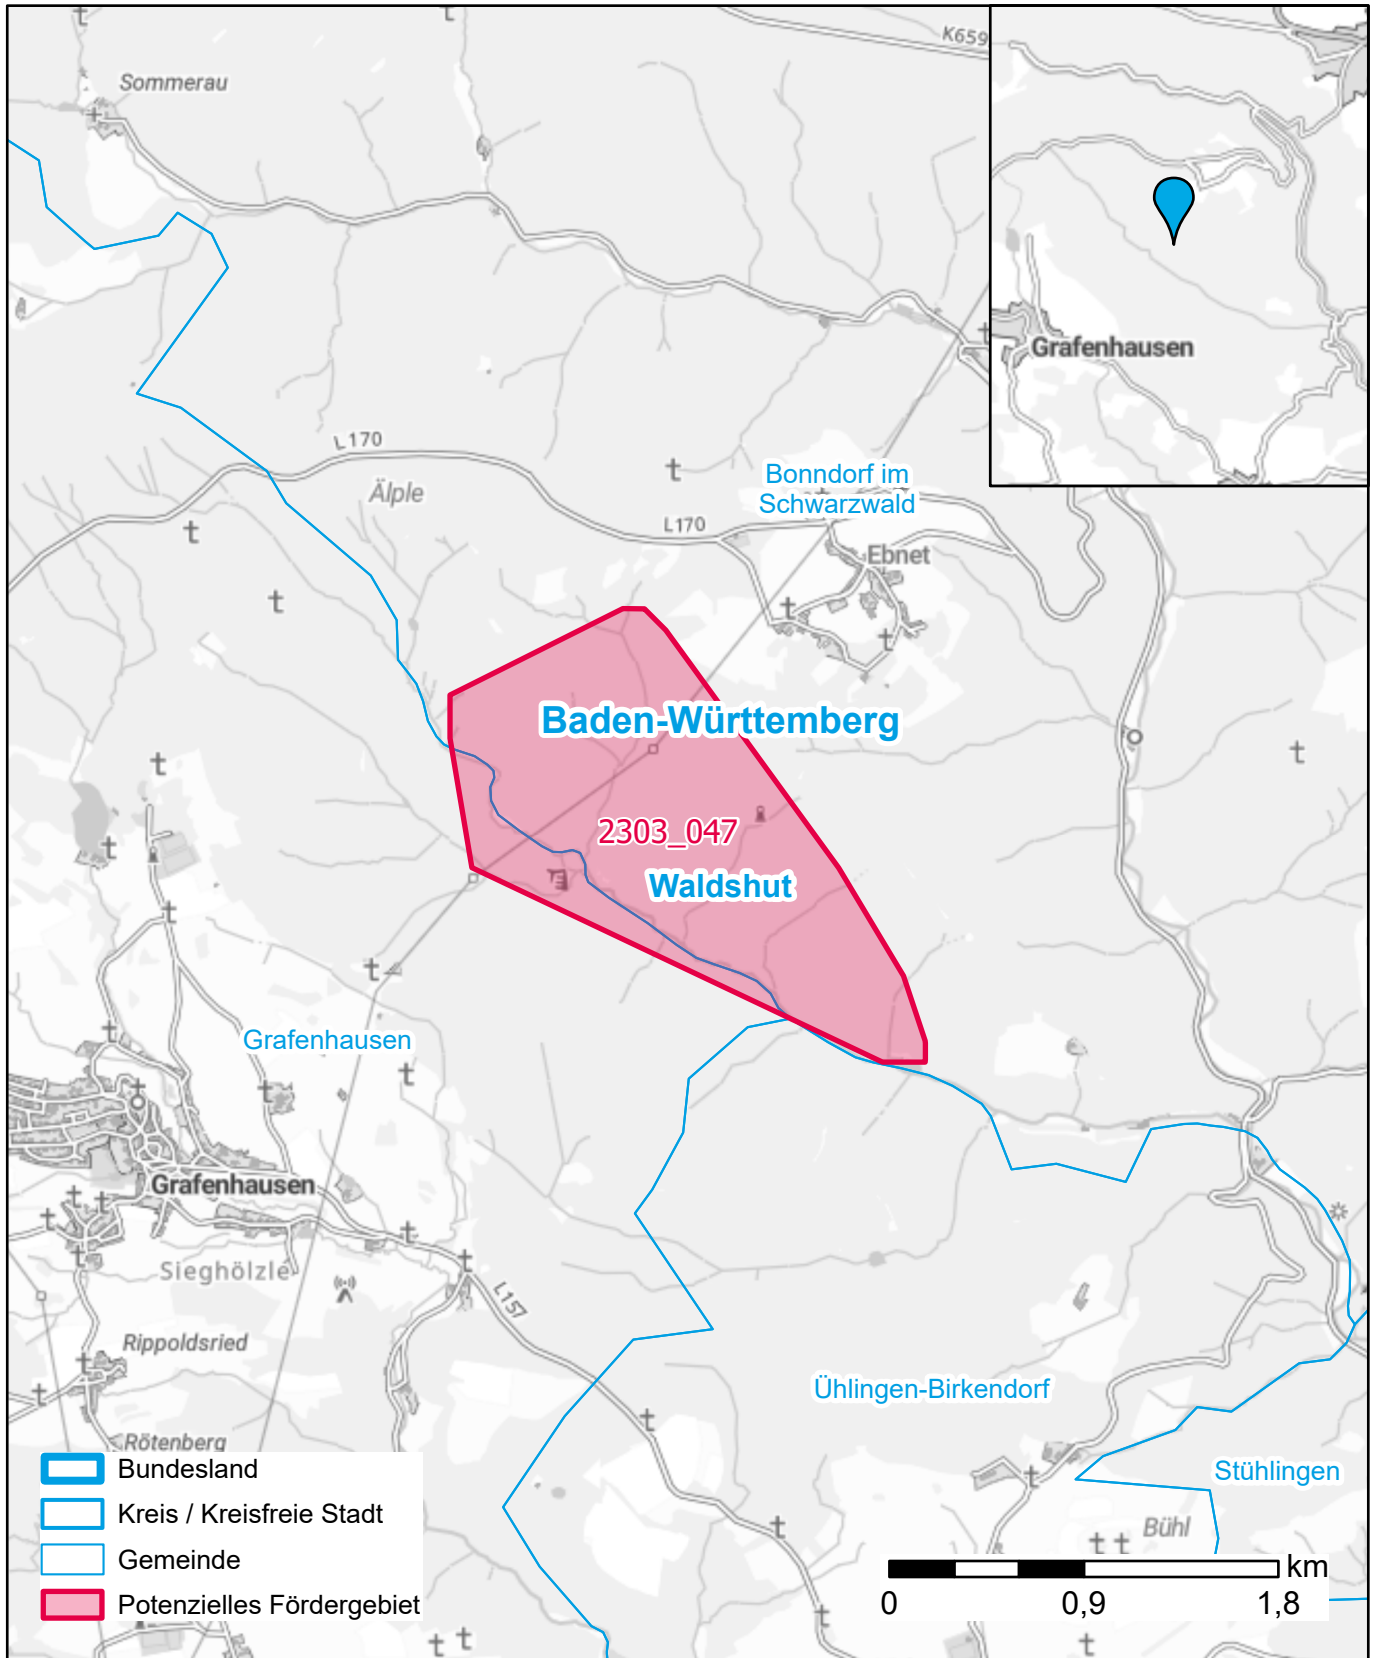 K659
Sommerau
Grafenhausen
L 170
Älple
Bonndorf im
Schwarzwald
L170
Ebnet
Baden-Württemberg
2303_047
Waldshut
Grafenhausen
Grafenhausen
Sieghölzle
L157
Rippoldsried
Ühlingen-Birkendorf
Rötenberg
Stühlingen
Bühl
Bundesland
Kreis / Kreisfreie Stadt
Gemeinde
Potenzielles Fördergebiet
km
0 0,9 1,8